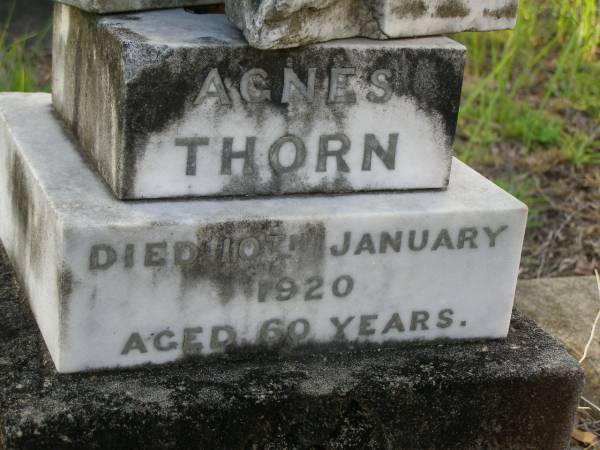 AGNES
THORN
DIED 10TH JANUARY
1920
AGED 60 YEARS.